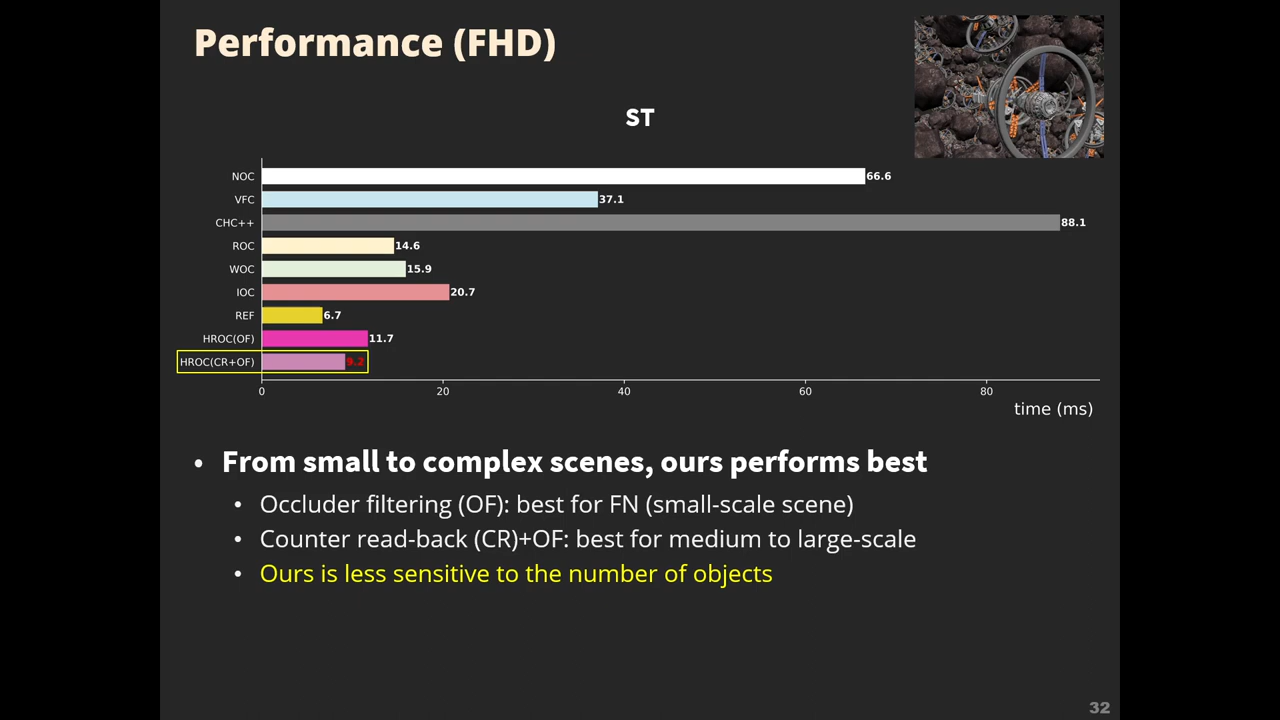 Performance (FHD)
ST
NOC 66.6
VFC 37.1
CHC++ 88.1
ROC 14.6
WOC 15.9
IOC 20.7
REF 6.7
HROC(OF) 11.7
HROC(CR+OF) 9.2
0 20 40 60 80
time (ms)
• From small to complex scenes, ours performs best
• Occluder filtering (OF): best for FN (small-scale scene)
• Counter read-back (CR)+OF: best for medium to large-scale
• Ours is less sensitive to the number of objects
32